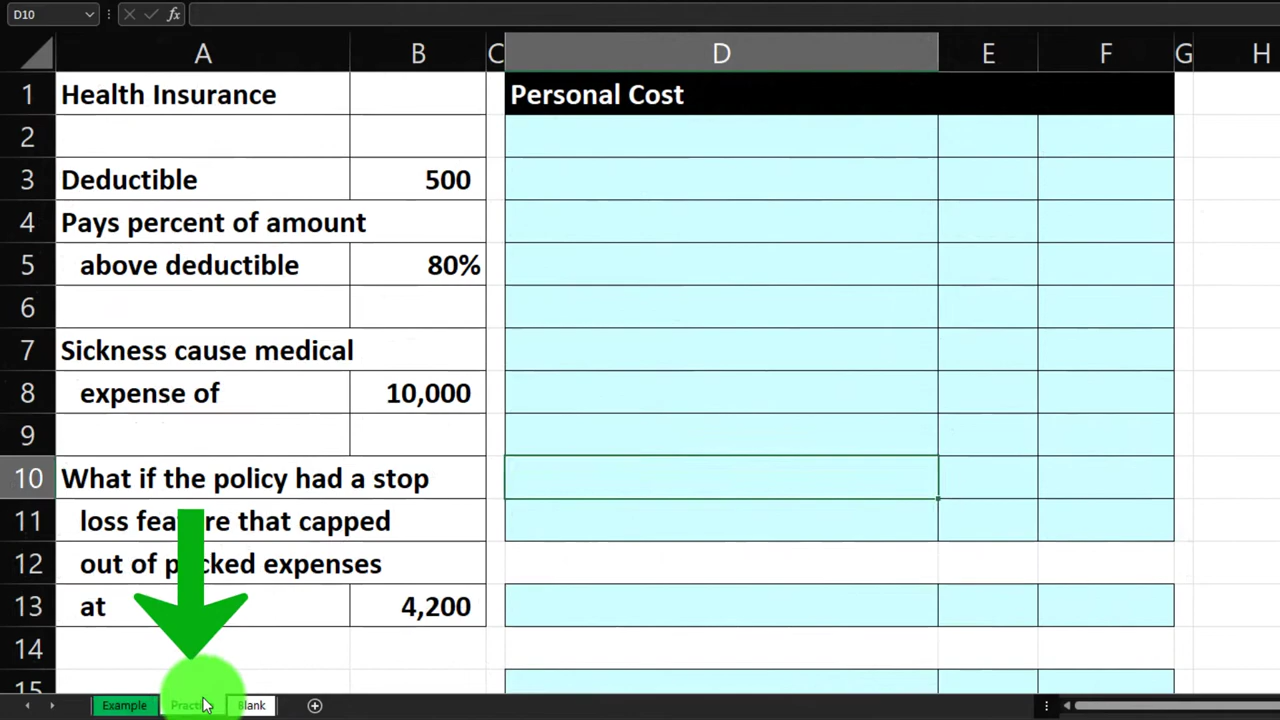 D10
fx
A B C D E F G H
1 Health Insurance Personal Cost
2
3 Deductible 500
4 Pays percent of amount
5 above deductible 80%
6
7 Sickness cause medical
8 expense of 10,000
9
10 What if the policy had a stop
11 loss feature that capped
12 out of pocked expenses
13 at 4,200
14
15
Example Blank